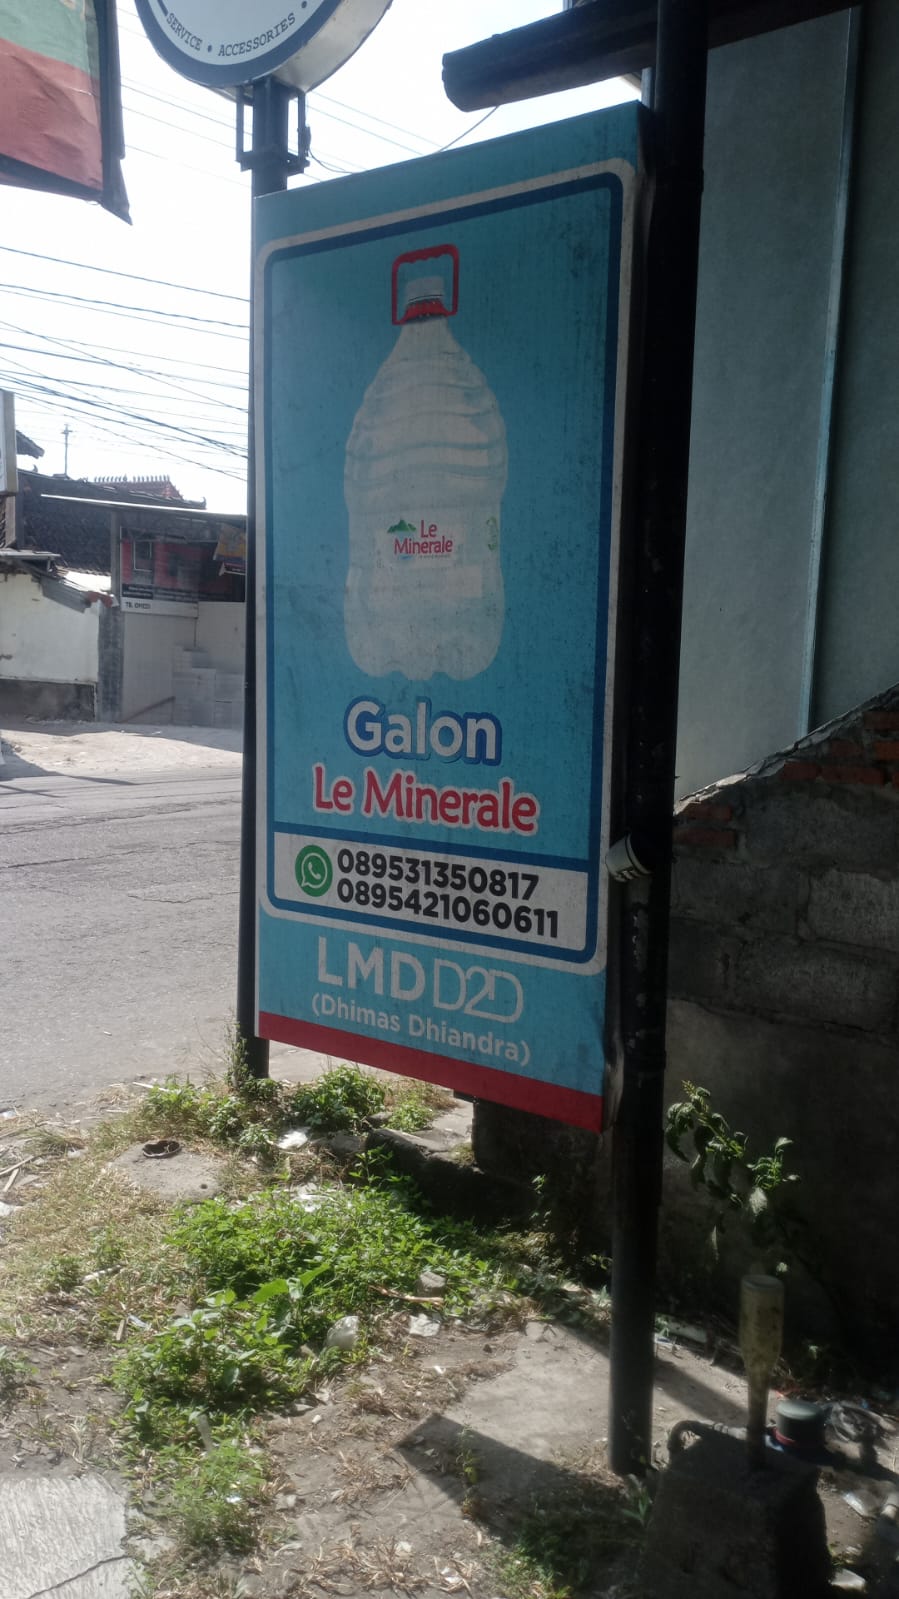 SERVICE • ACCESSORIES •
Le
Minerale
Galon
Le Minerale
089531350817
0895421060611
LMD D2D
(Dhimas Dhiandra)